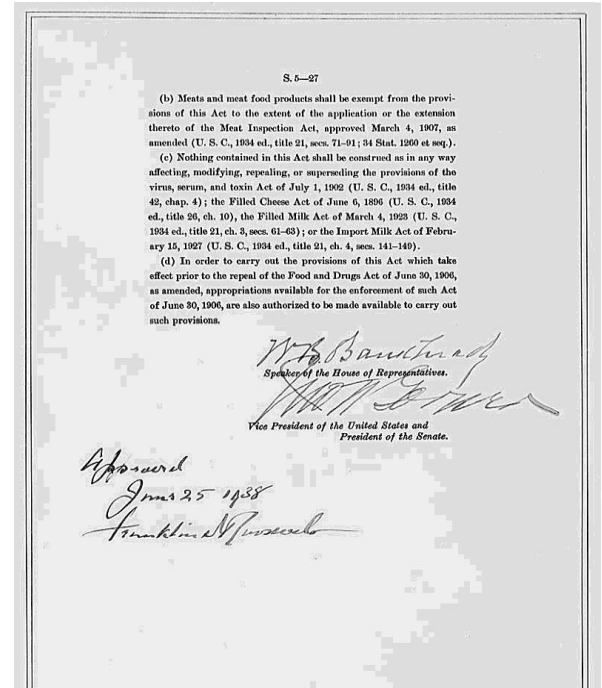 S. 5—27
(b) Meats and meat food products shall be exempt from the provi-
sions of this Act to the extent of the application or the extension
thereto of the Meat Inspection Act, approved March 4, 1907, as
amended (U. S. C., 1934 ed., title 21, secs. 71–91; 34 Stat. 1260 et seq.).
(c) Nothing contained in this Act shall be construed as in any way
affecting, modifying, repealing, or superseding the provisions of the
virus, serum, and toxin Act of July 1, 1902 (U. S. C., 1934 ed., title
42, chap. 4); the Filled Cheese Act of June 6, 1896 (U. S. C., 1934
ed., title 26, ch. 10), the Filled Milk Act of March 4, 1923 (U. S. C.,
1934 ed., title 21, ch. 3, secs. 61–63); or the Import Milk Act of Febru-
ary 15, 1927 (U. S. C., 1934 ed., title 21, ch. 4, secs. 141–149).
(d) In order to carry out the provisions of this Act which take
effect prior to the repeal of the Food and Drugs Act of June 30, 1906,
as amended, appropriations available for the enforcement of such Act
of June 30, 1906, are also authorized to be made available to carry out
such provisions.
W B Bankhead
Speaker of the House of Representatives.
Jno N Garner
Vice President of the United States and
President of the Senate.
Approved
June 25 1938
Franklin D Roosevelt